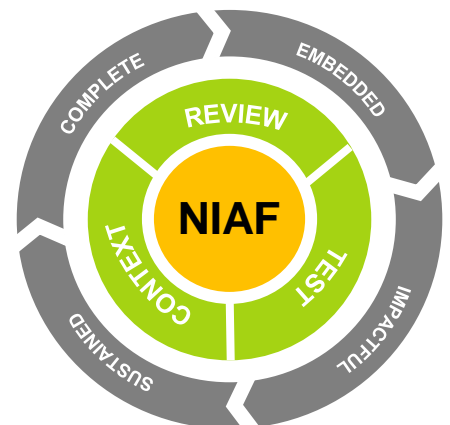 COMPLETE
EMBEDDED
IMPACTFUL
SUSTAINED
REVIEW
TEST
CONTEXT
NIAF